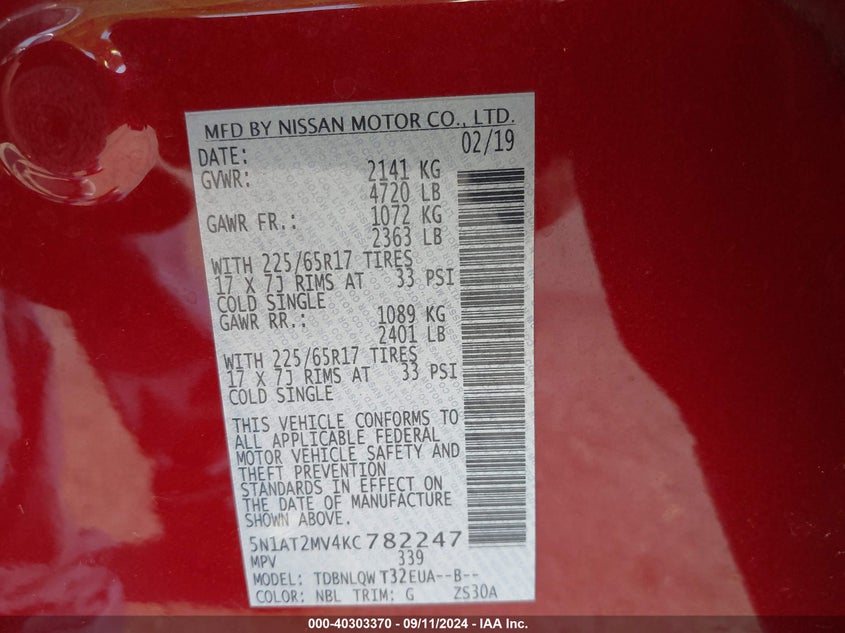 MFD BY NISSAN MOTOR CO., LTD.
DATE: 02/19
GVWR: 2141 KG
4720 LB
GAWR FR.: 1072 KG
2363 LB
WITH 225/65R17 TIRES
17 X 7J RIMS AT 33 PSI
COLD SINGLE
GAWR RR.: 1089 KG
2401 LB
WITH 225/65R17 TIRES
17 X 7J RIMS AT 33 PSI
COLD SINGLE
THIS VEHICLE CONFORMS TO
ALL APPLICABLE FEDERAL
MOTOR VEHICLE SAFETY AND
THEFT PREVENTION
STANDARDS IN EFFECT ON
THE DATE OF MANUFACTURE
SHOWN ABOVE.
5N1AT2MV4KC782247
MPV 339
MODEL: TDBNLQW T32EUA--B--
COLOR: NBL TRIM: G ZS30A
000-40303370 - 09/11/2024 - IAA Inc.